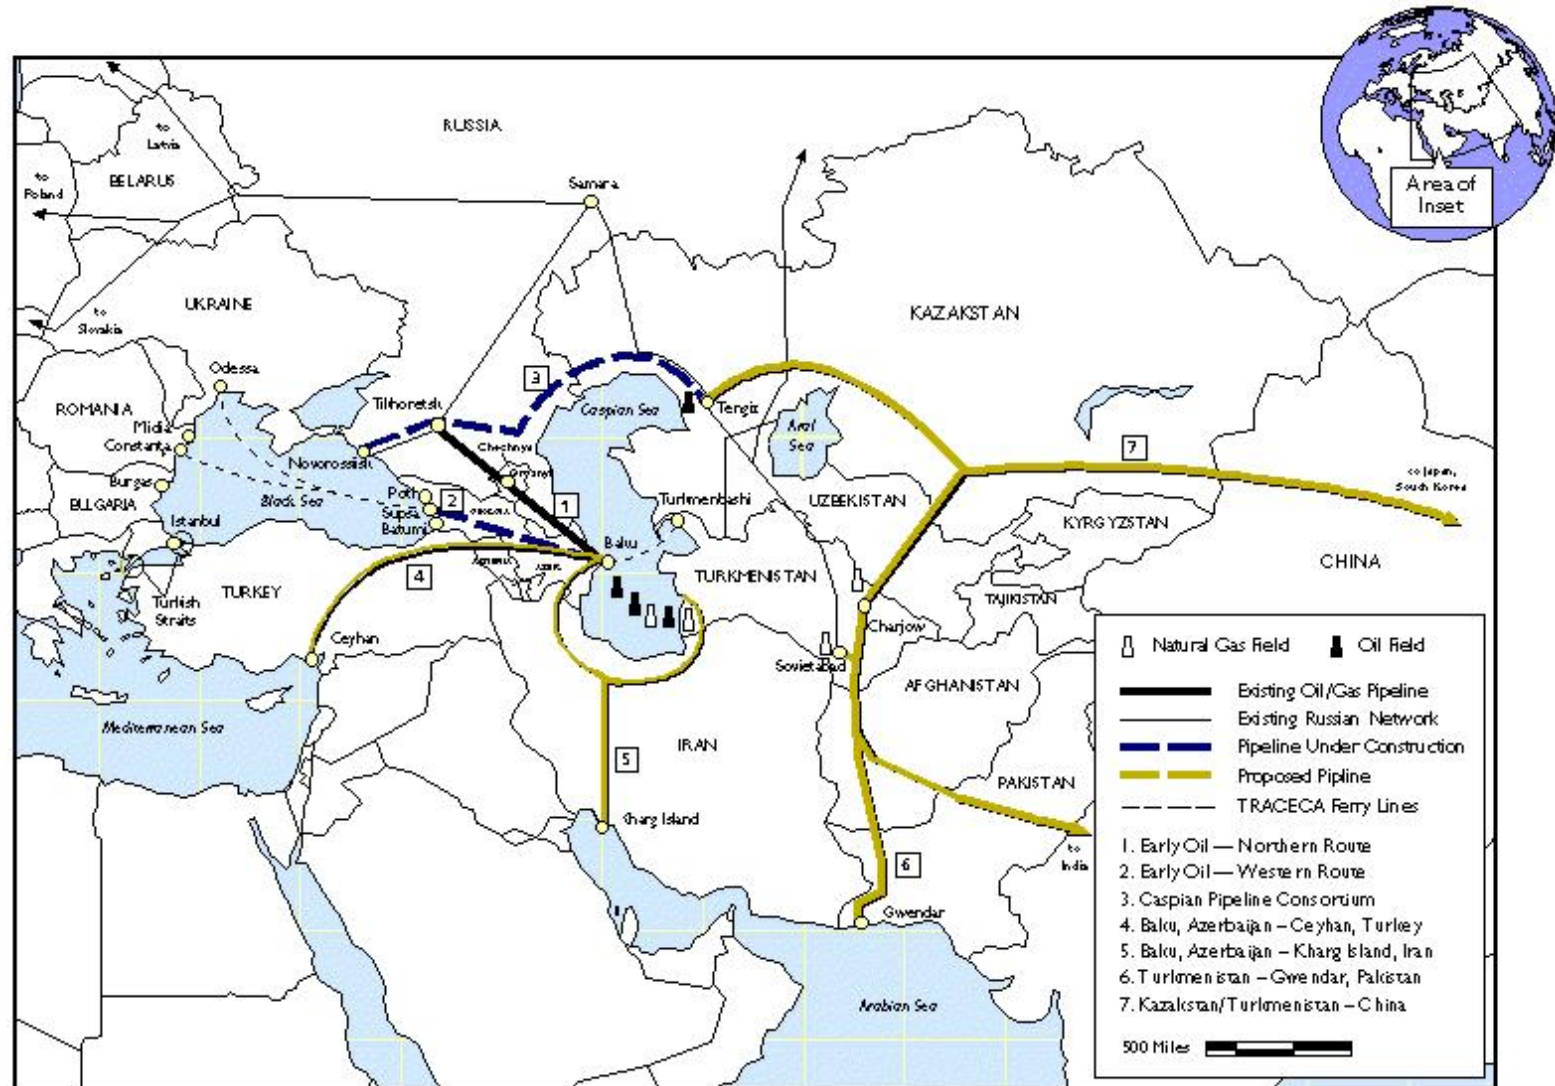 Area of
Inset
RUSSIA
to
Latvia
BELARUS
to
Poland
Samara
UKRAINE
to
Slovakia
KAZAKSTAN
Odessa
ROMANIA
Midia
Constanta
Tikhoretsk
3
Caspian Sea
Tengiz
Aral
Sea
7
Chechnya
Novorossiisk
Burgas
BULGARIA
Black Sea
Poti
2
Supsa
Batumi
1
Turkmenbashi
UZBEKISTAN
to Japan,
South Korea
KYRGYZSTAN
Istanbul
Baku
TURKMENISTAN
CHINA
4
TURKEY
Turkish
Straits
TAJIKISTAN
Charjow
Ceyhan
Sovietabad
AFGHANISTAN
Mediterranean Sea
IRAN
5
PAKISTAN
Kharg Island
to
India
6
Gwendar
Arabian Sea
Natural Gas Field
Oil Field
Existing Oil/Gas Pipeline
Existing Russian Network
Pipeline Under Construction
Proposed Pipline
TRACECA Ferry Lines
1. Early Oil — Northern Route
2. Early Oil — Western Route
3. Caspian Pipeline Consortium
4. Baku, Azerbaijan – Ceyhan, Turkey
5. Baku, Azerbaijan – Kharg Island, Iran
6. Turkmenistan – Gwendar, Pakistan
7. Kazakstan/Turkmenistan – China
500 Miles